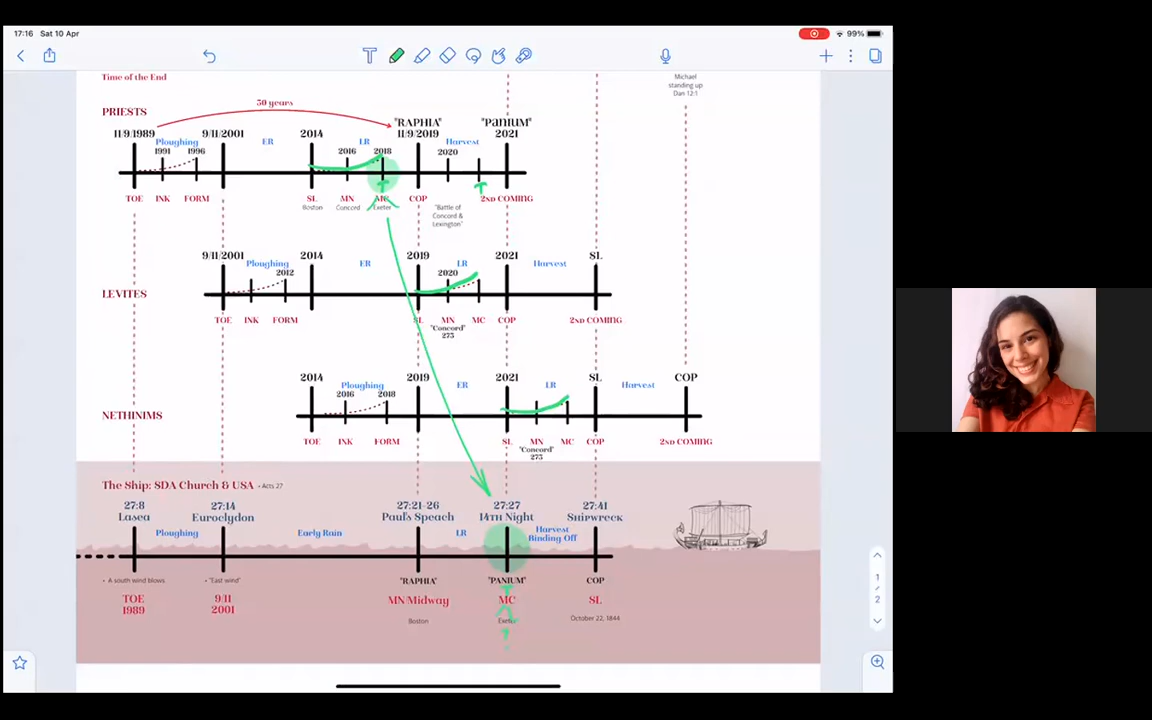 17:16 Sat 10 Apr
99%
Time of the End
Michael
standing up
Dan 12:1
PRIESTS
30 years
"RAPHIA"
"PANIUM"
11/9/1989 9/11/2001 2014 11/9/2019 2021
Ploughing ER LR Harvest
1991 1996 2016 2018 2020
TOE INK FORM SL MN MC COP 2ND COMING
Boston Concord Exeter
"Battle of
Concord &
Lexington"
9/11/2001 2014 2019 2021 SL
Ploughing ER LR Harvest
2012 2020
LEVITES
TOE INK FORM SL MN MC COP 2ND COMING
"Concord"
273
2014 2019 2021 SL COP
Ploughing ER LR Harvest
2016 2018
NETHINIMS
TOE INK FORM SL MN MC COP 2ND COMING
"Concord"
273
The Ship: SDA Church & USA - Acts 27
27:8 27:14 27:21-26 27:27 27:41
Lasea Euroclydon Paul's Speach 14TH Night Shipwreck
Ploughing Early Rain LR Harvest
Binding Off
• A south wind blows • "East wind" "RAPHIA" "PANIUM" COP
TOE 9/11 MN/Midway MC SL
1989 2001
Boston Exeter October 22, 1844
1
/
2